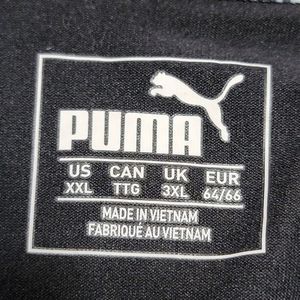 PUMA
US CAN UK EUR
XXL TTG 3XL 64/66
MADE IN VIETNAM
FABRIQUÉ AU VIETNAM